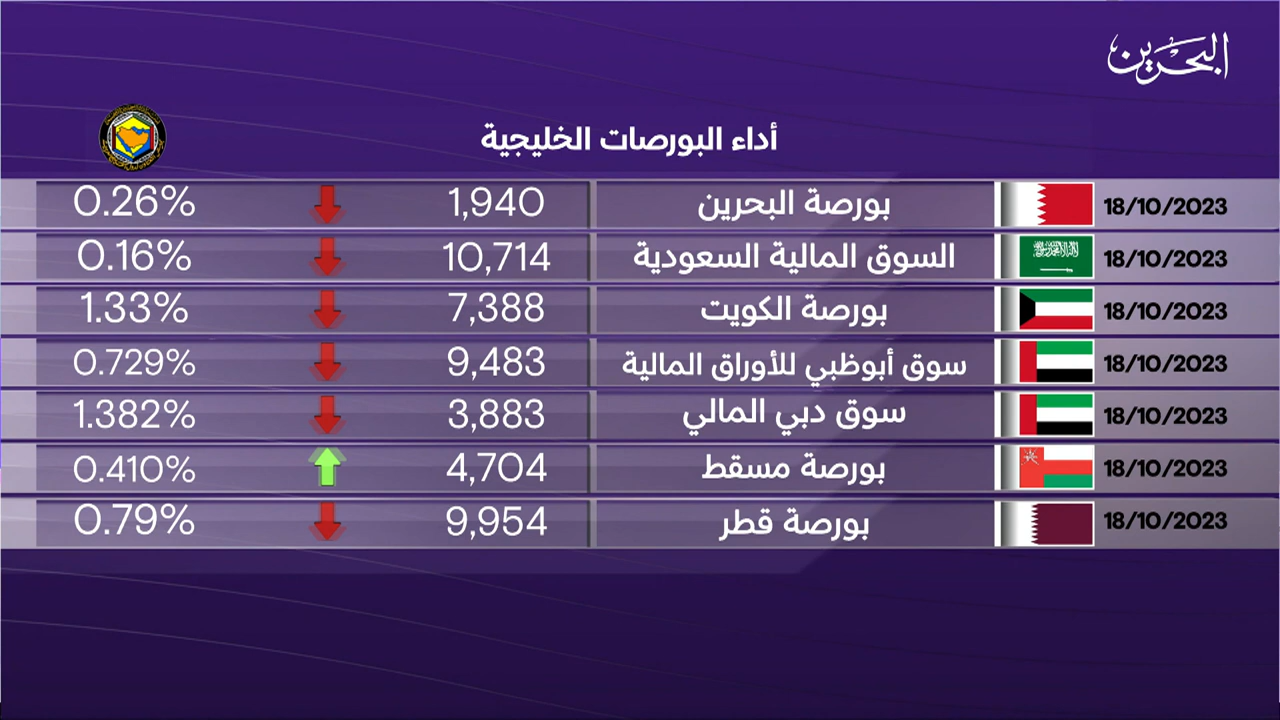 البحرين
أداء البورصات الخليجية
18/10/2023 بورصة البحرين 1,940 0.26%
18/10/2023 السوق المالية السعودية 10,714 0.16%
18/10/2023 بورصة الكويت 7,388 1.33%
18/10/2023 سوق أبوظبي للأوراق المالية 9,483 0.729%
18/10/2023 سوق دبي المالي 3,883 1.382%
18/10/2023 بورصة مسقط 4,704 0.410%
18/10/2023 بورصة قطر 9,954 0.79%